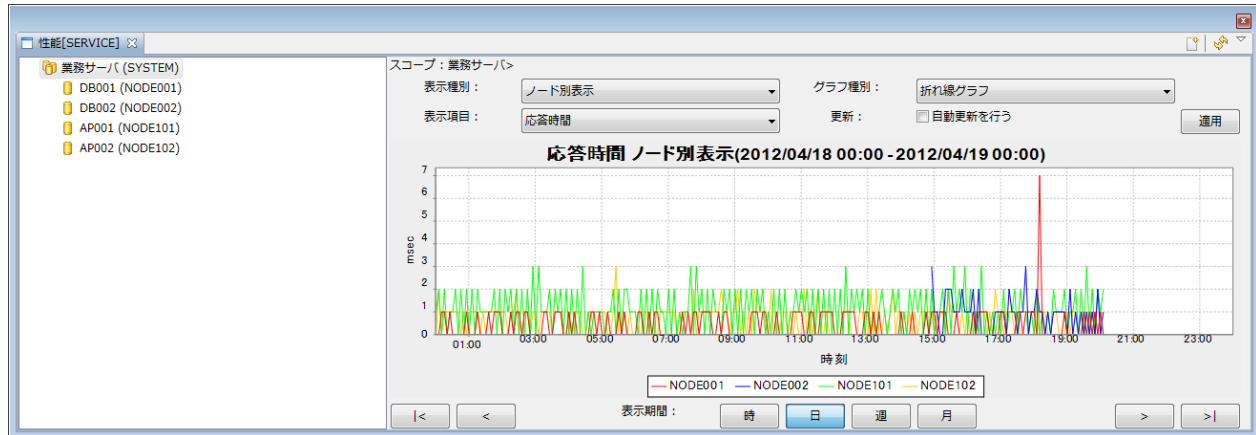 性能[SERVICE]
業務サーバ (SYSTEM)
DB001 (NODE001)
DB002 (NODE002)
AP001 (NODE101)
AP002 (NODE102)
スコープ：業務サーバ>
表示種別： ノード別表示 グラフ種別： 折れ線グラフ
表示項目： 応答時間 更新： 自動更新を行う 適用
応答時間 ノード別表示(2012/04/18 00:00 - 2012/04/19 00:00)
7
6
5
4
3
2
1
0
msec
01:00 03:00 05:00 07:00 09:00 11:00 13:00 15:00 17:00 19:00 21:00 23:00
時刻
NODE001 NODE002 NODE101 NODE102
|< < 表示期間： 時 日 週 月 > >|